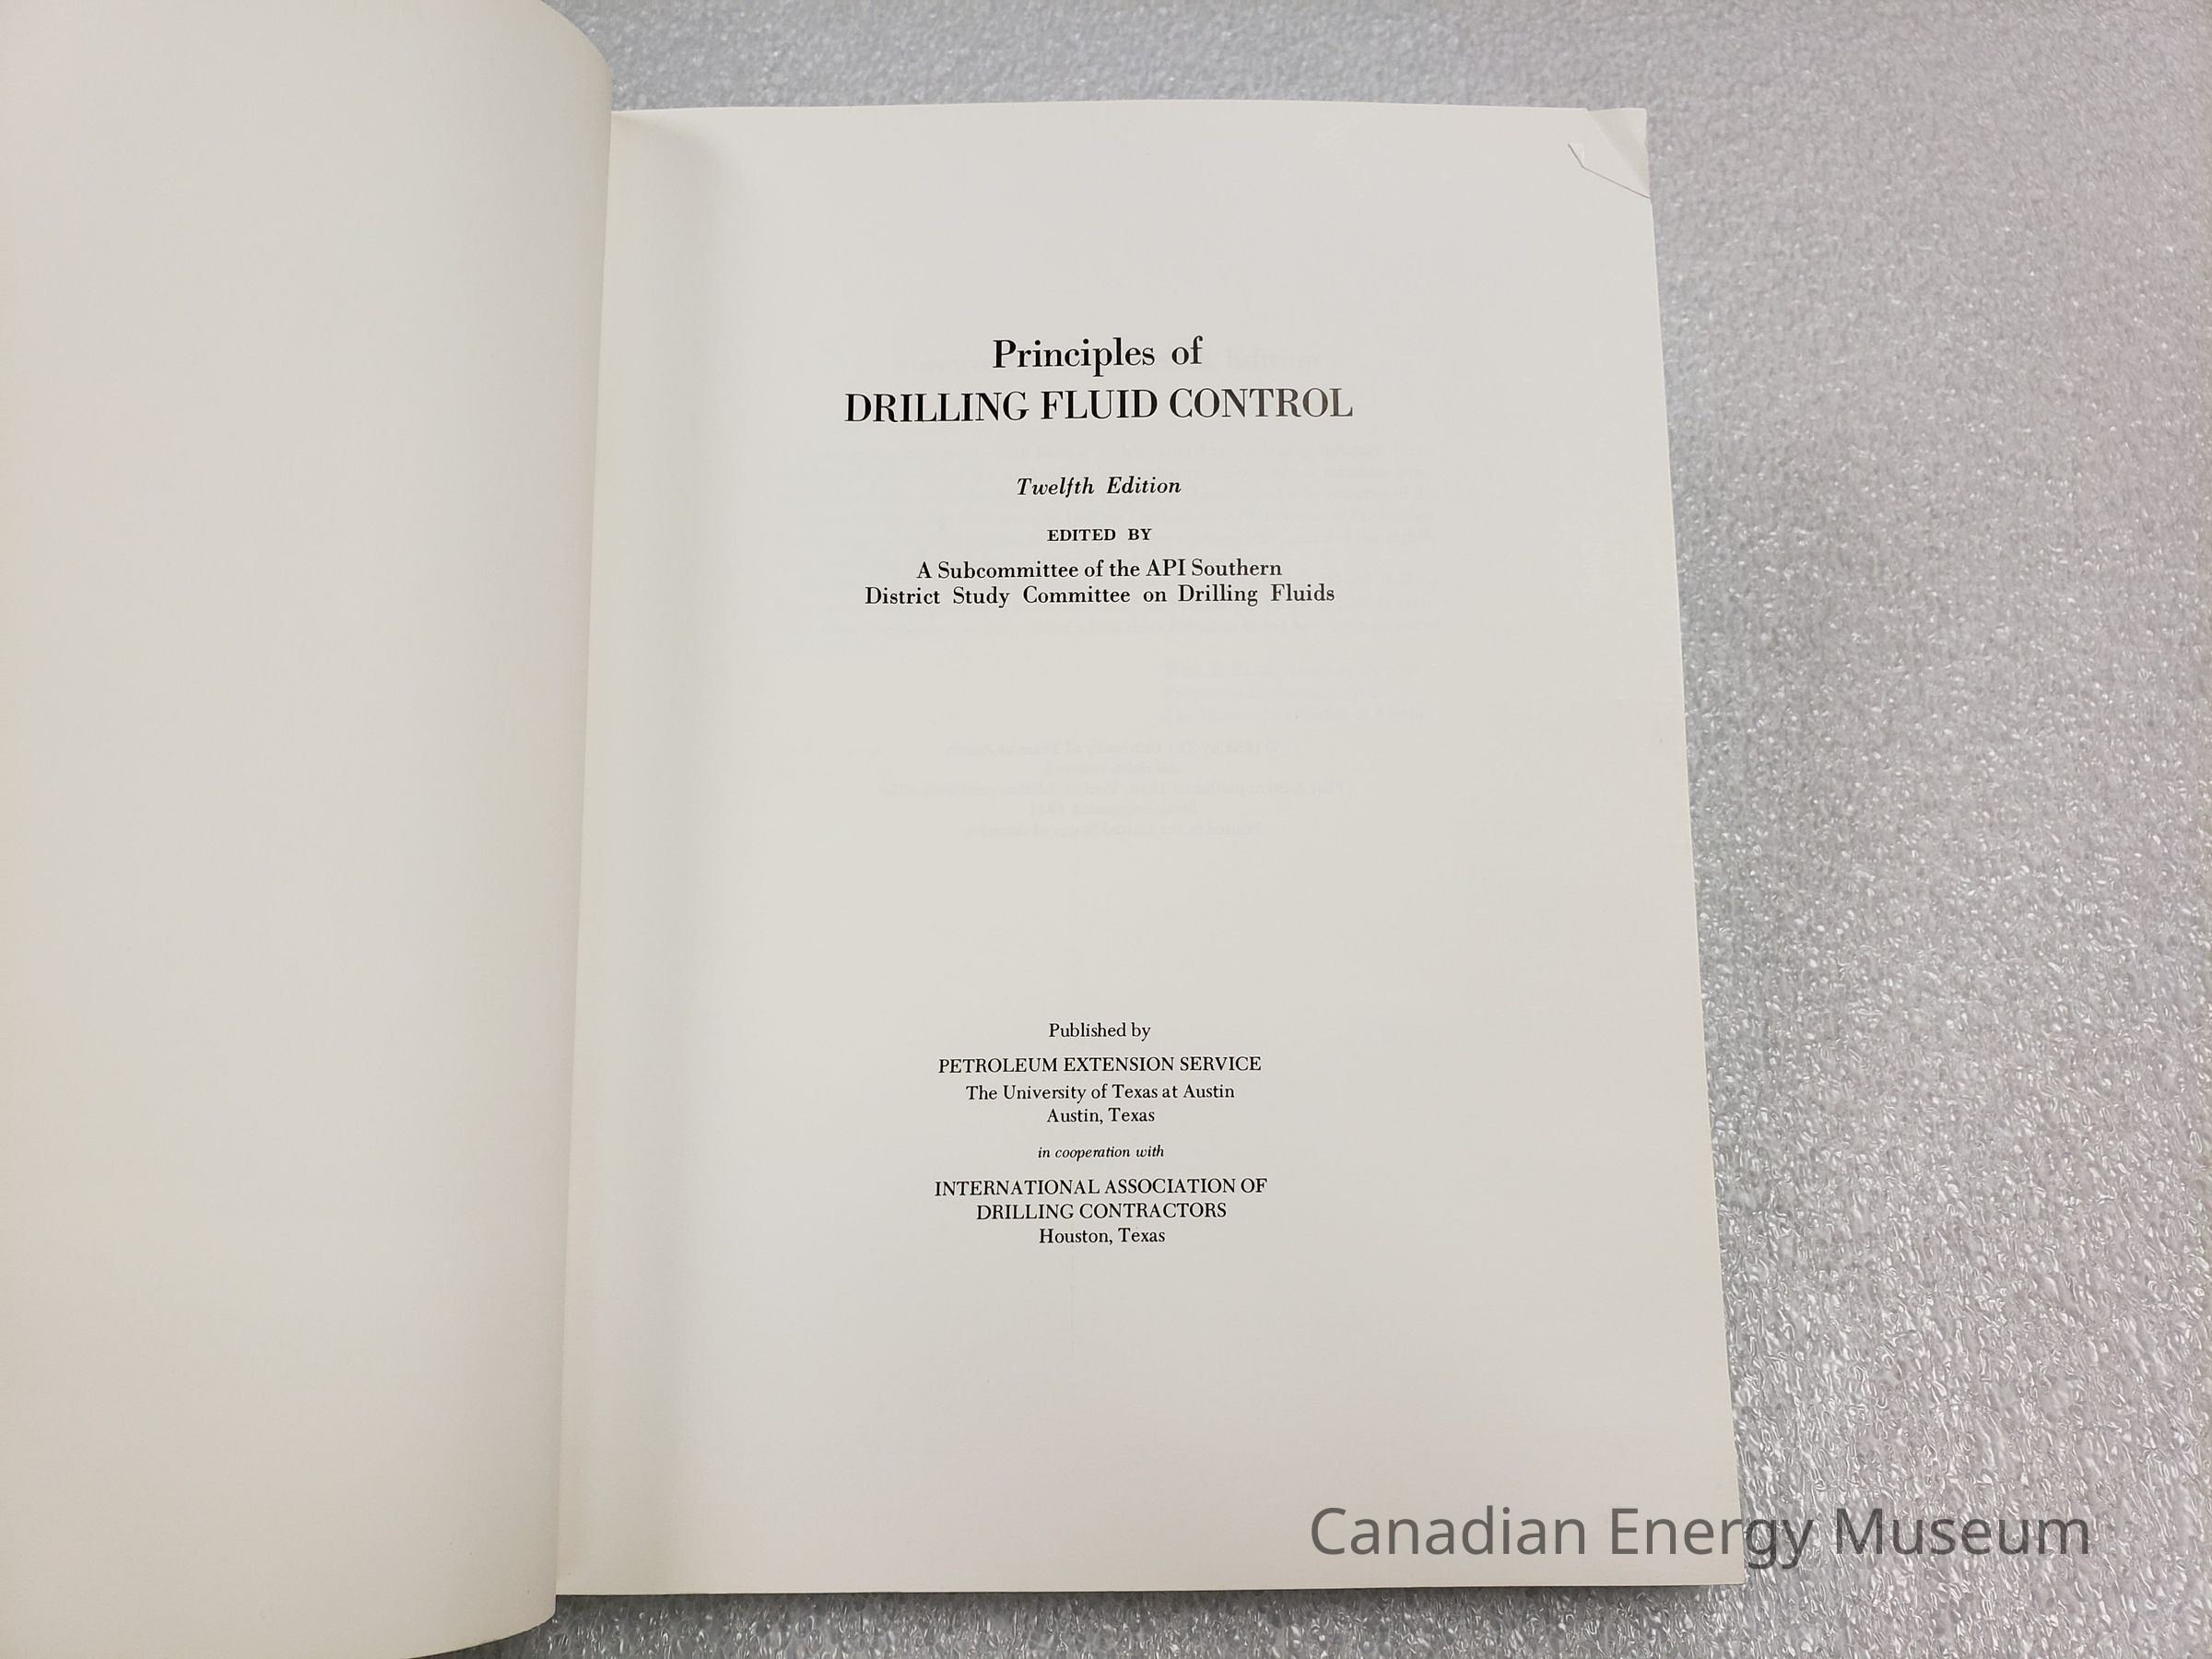 Principles of
DRILLING FLUID CONTROL
Twelfth Edition
EDITED BY
A Subcommittee of the API Southern
District Study Committee on Drilling Fluids
Published by
PETROLEUM EXTENSION SERVICE
The University of Texas at Austin
Austin, Texas
in cooperation with
INTERNATIONAL ASSOCIATION OF
DRILLING CONTRACTORS
Houston, Texas
Canadian Energy Museum